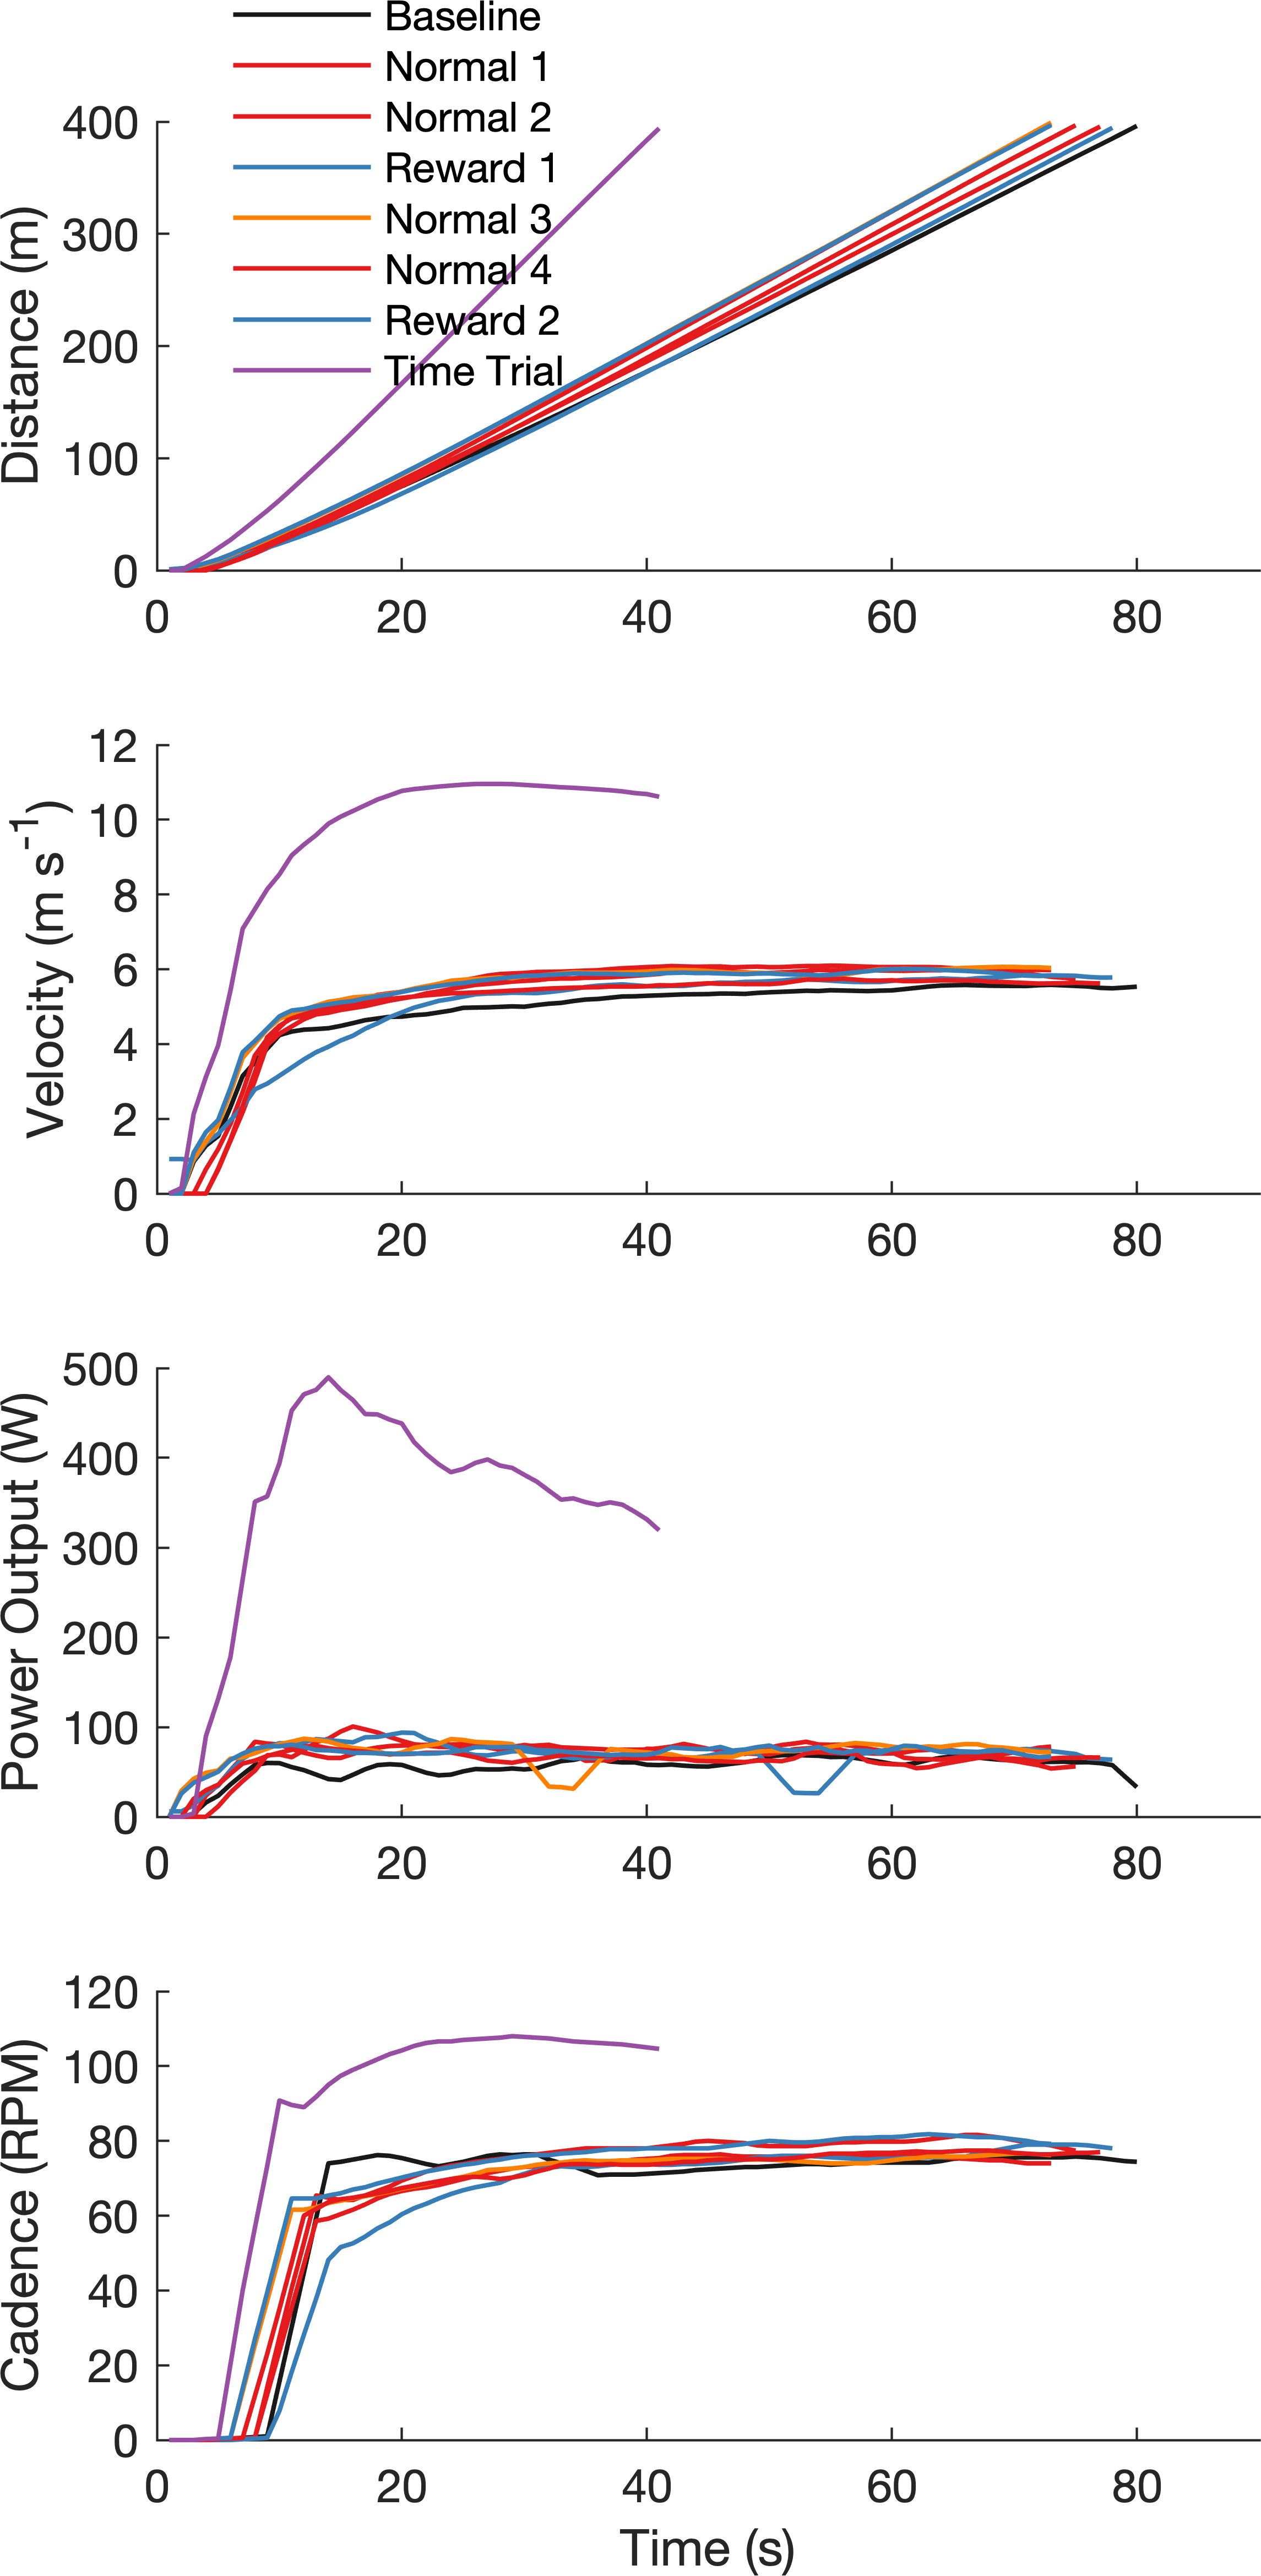 Baseline
Normal 1
Normal 2
Reward 1
Normal 3
Normal 4
Reward 2
Time Trial
Distance (m)
400
300
200
100
0
0 20 40 60 80
Velocity (m s-1)
12
10
8
6
4
2
0
0 20 40 60 80
Power Output (W)
500
400
300
200
100
0
0 20 40 60 80
Cadence (RPM)
120
100
80
60
40
20
0
0 20 40 60 80
Time (s)